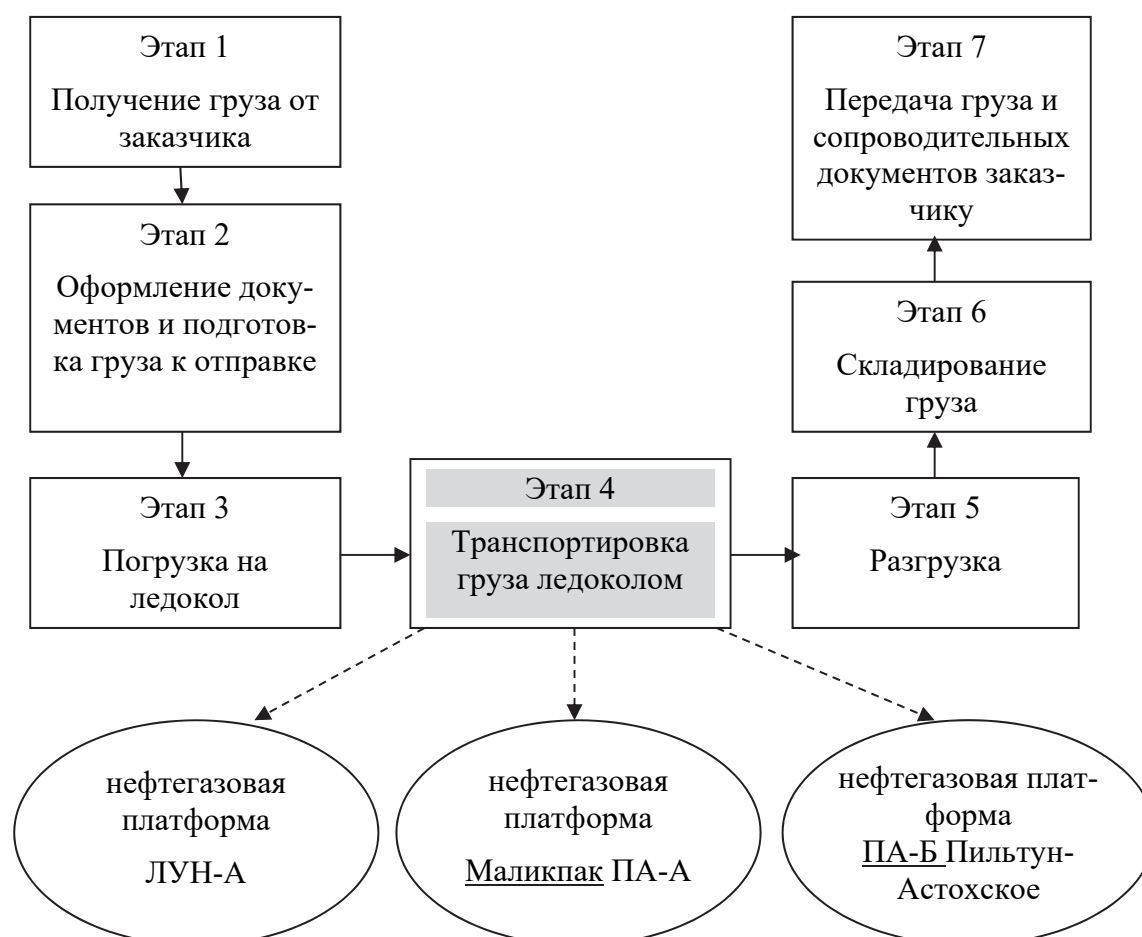 Этап 1
Получение груза от
заказчика
Этап 2
Оформление доку-
ментов и подготов-
ка груза к отправке
Этап 3
Погрузка на
ледокол
Этап 4
Транспортировка
груза ледоколом
Этап 5
Разгрузка
Этап 6
Складирование
груза
Этап 7
Передача груза и
сопроводительных
документов заказ-
чику
нефтегазовая
платформа
ЛУН-А
нефтегазовая
платформа
Маликпак ПА-А
нефтегазовая плат-
форма
ПА-Б Пильтун-
Астохское